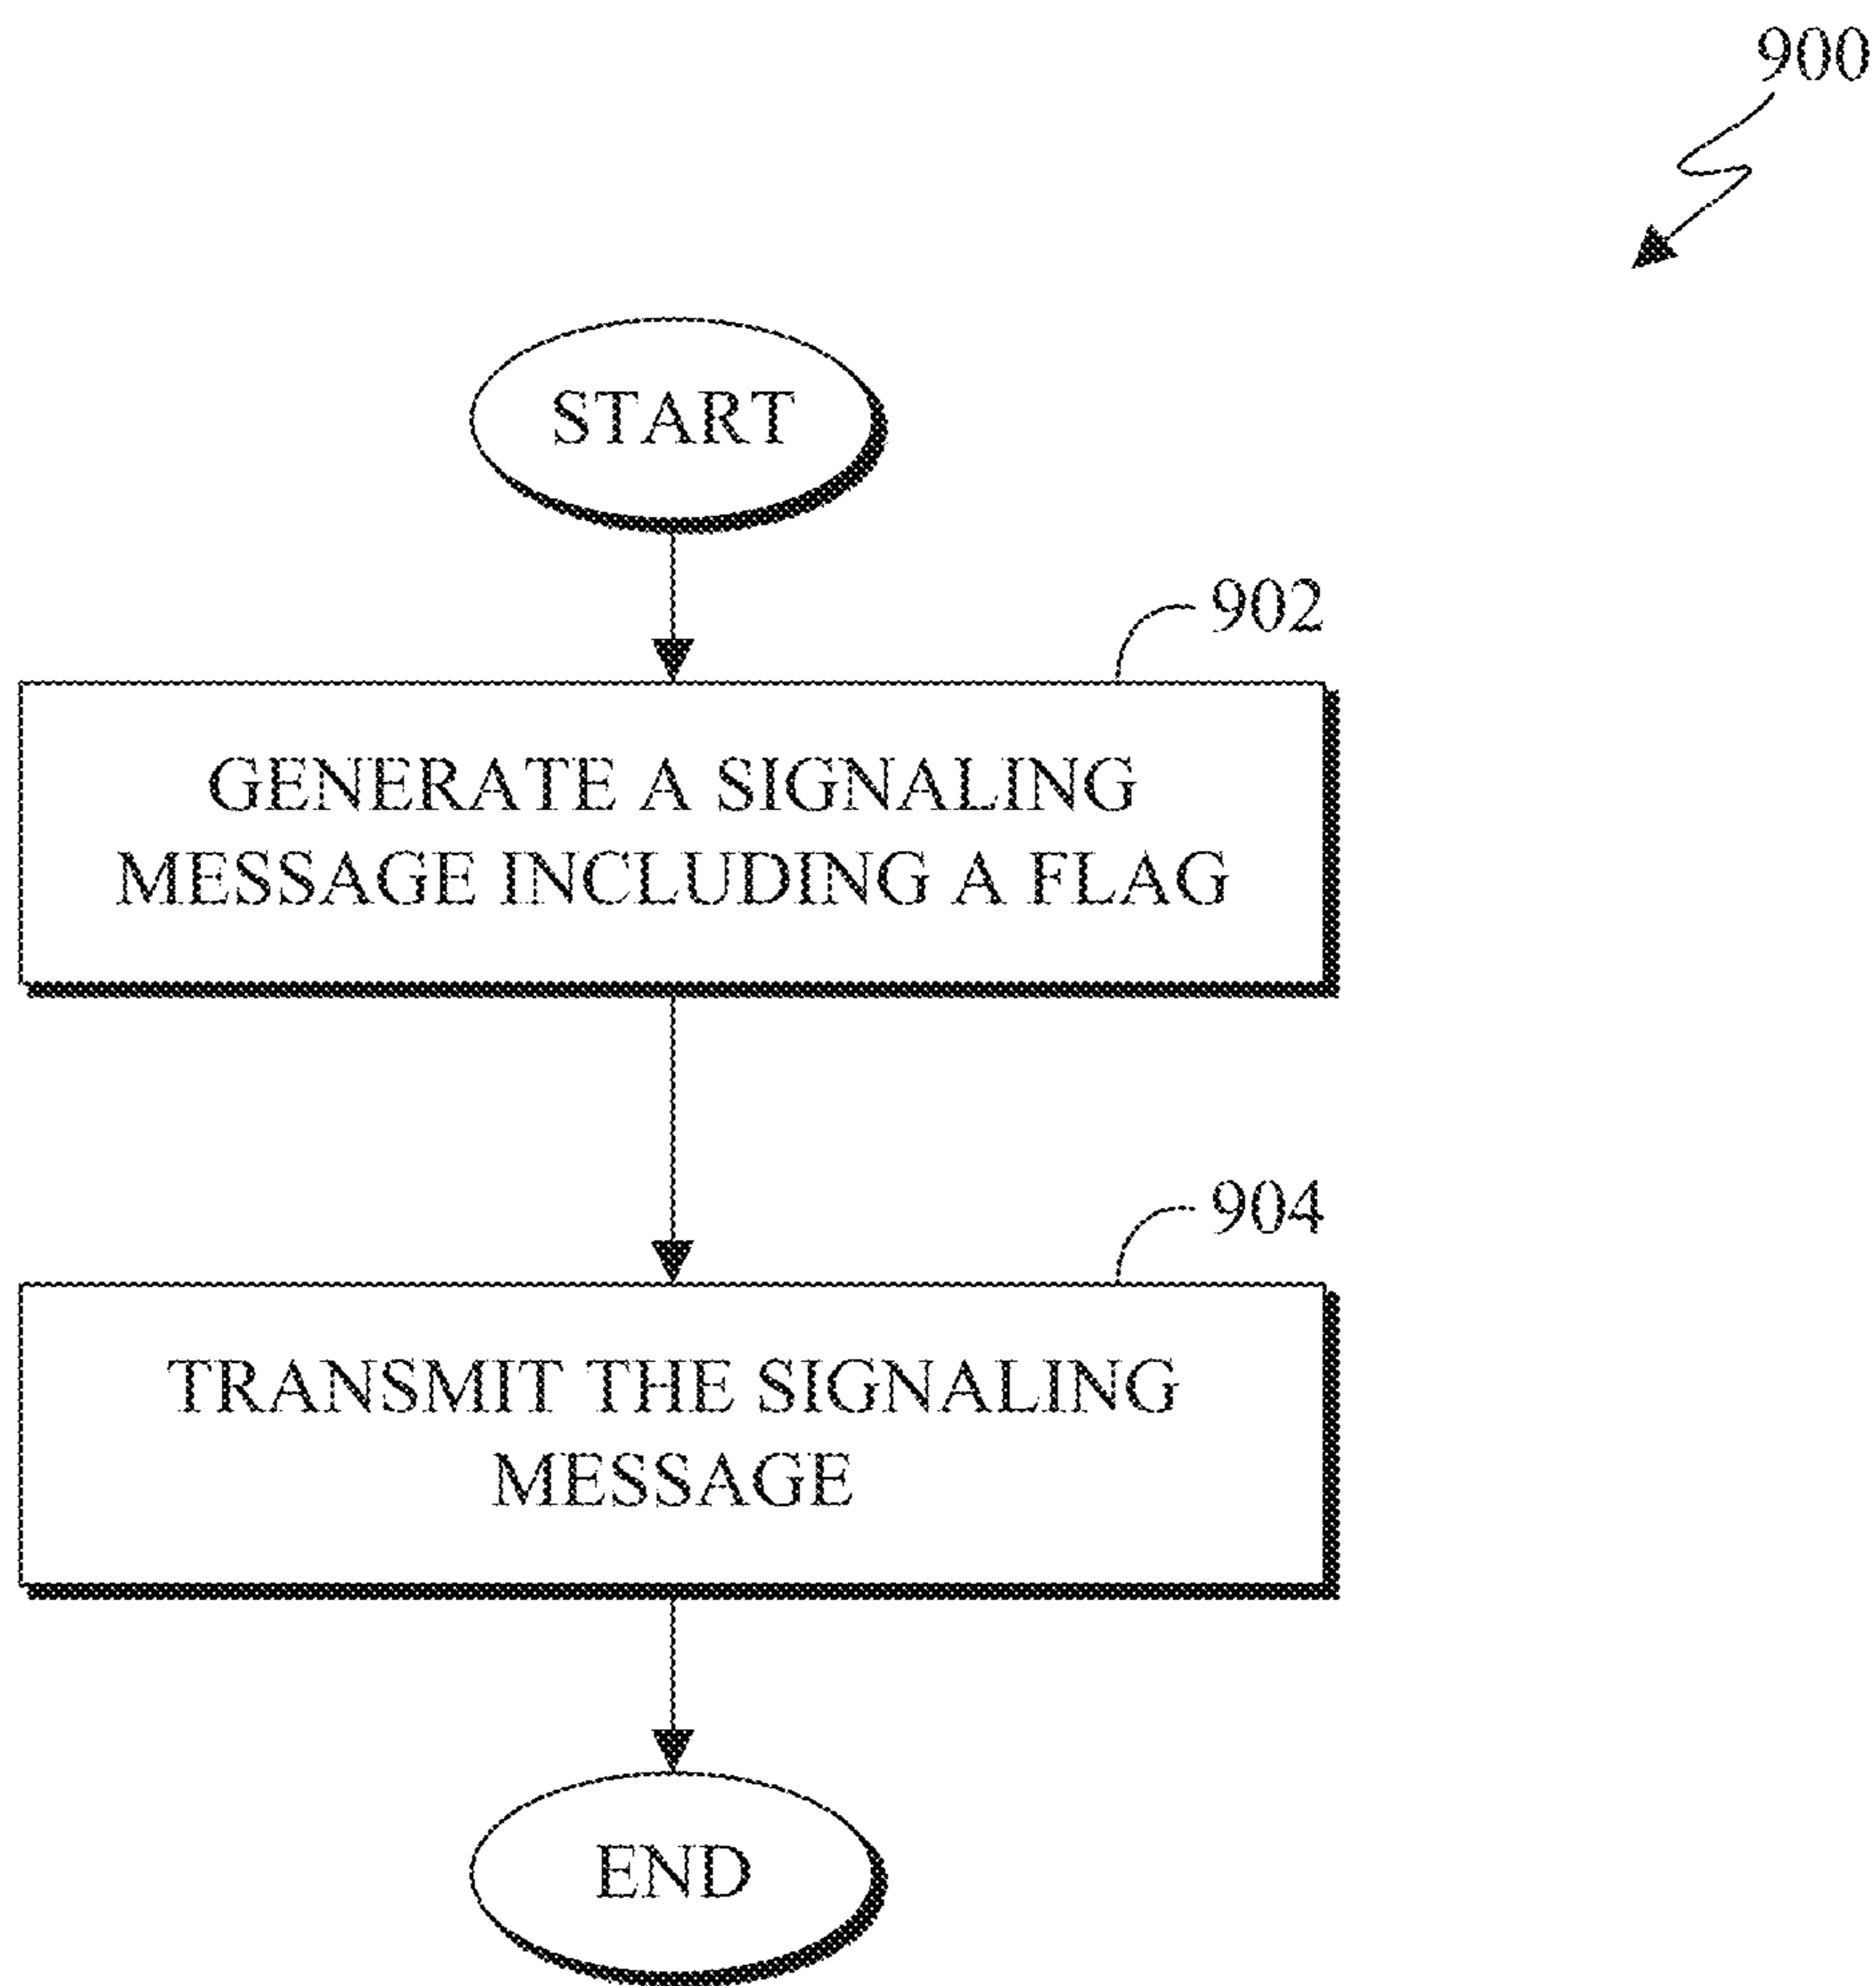 900
START
902
GENERATE A SIGNALING
MESSAGE INCLUDING A FLAG
904
TRANSMIT THE SIGNALING
MESSAGE
END